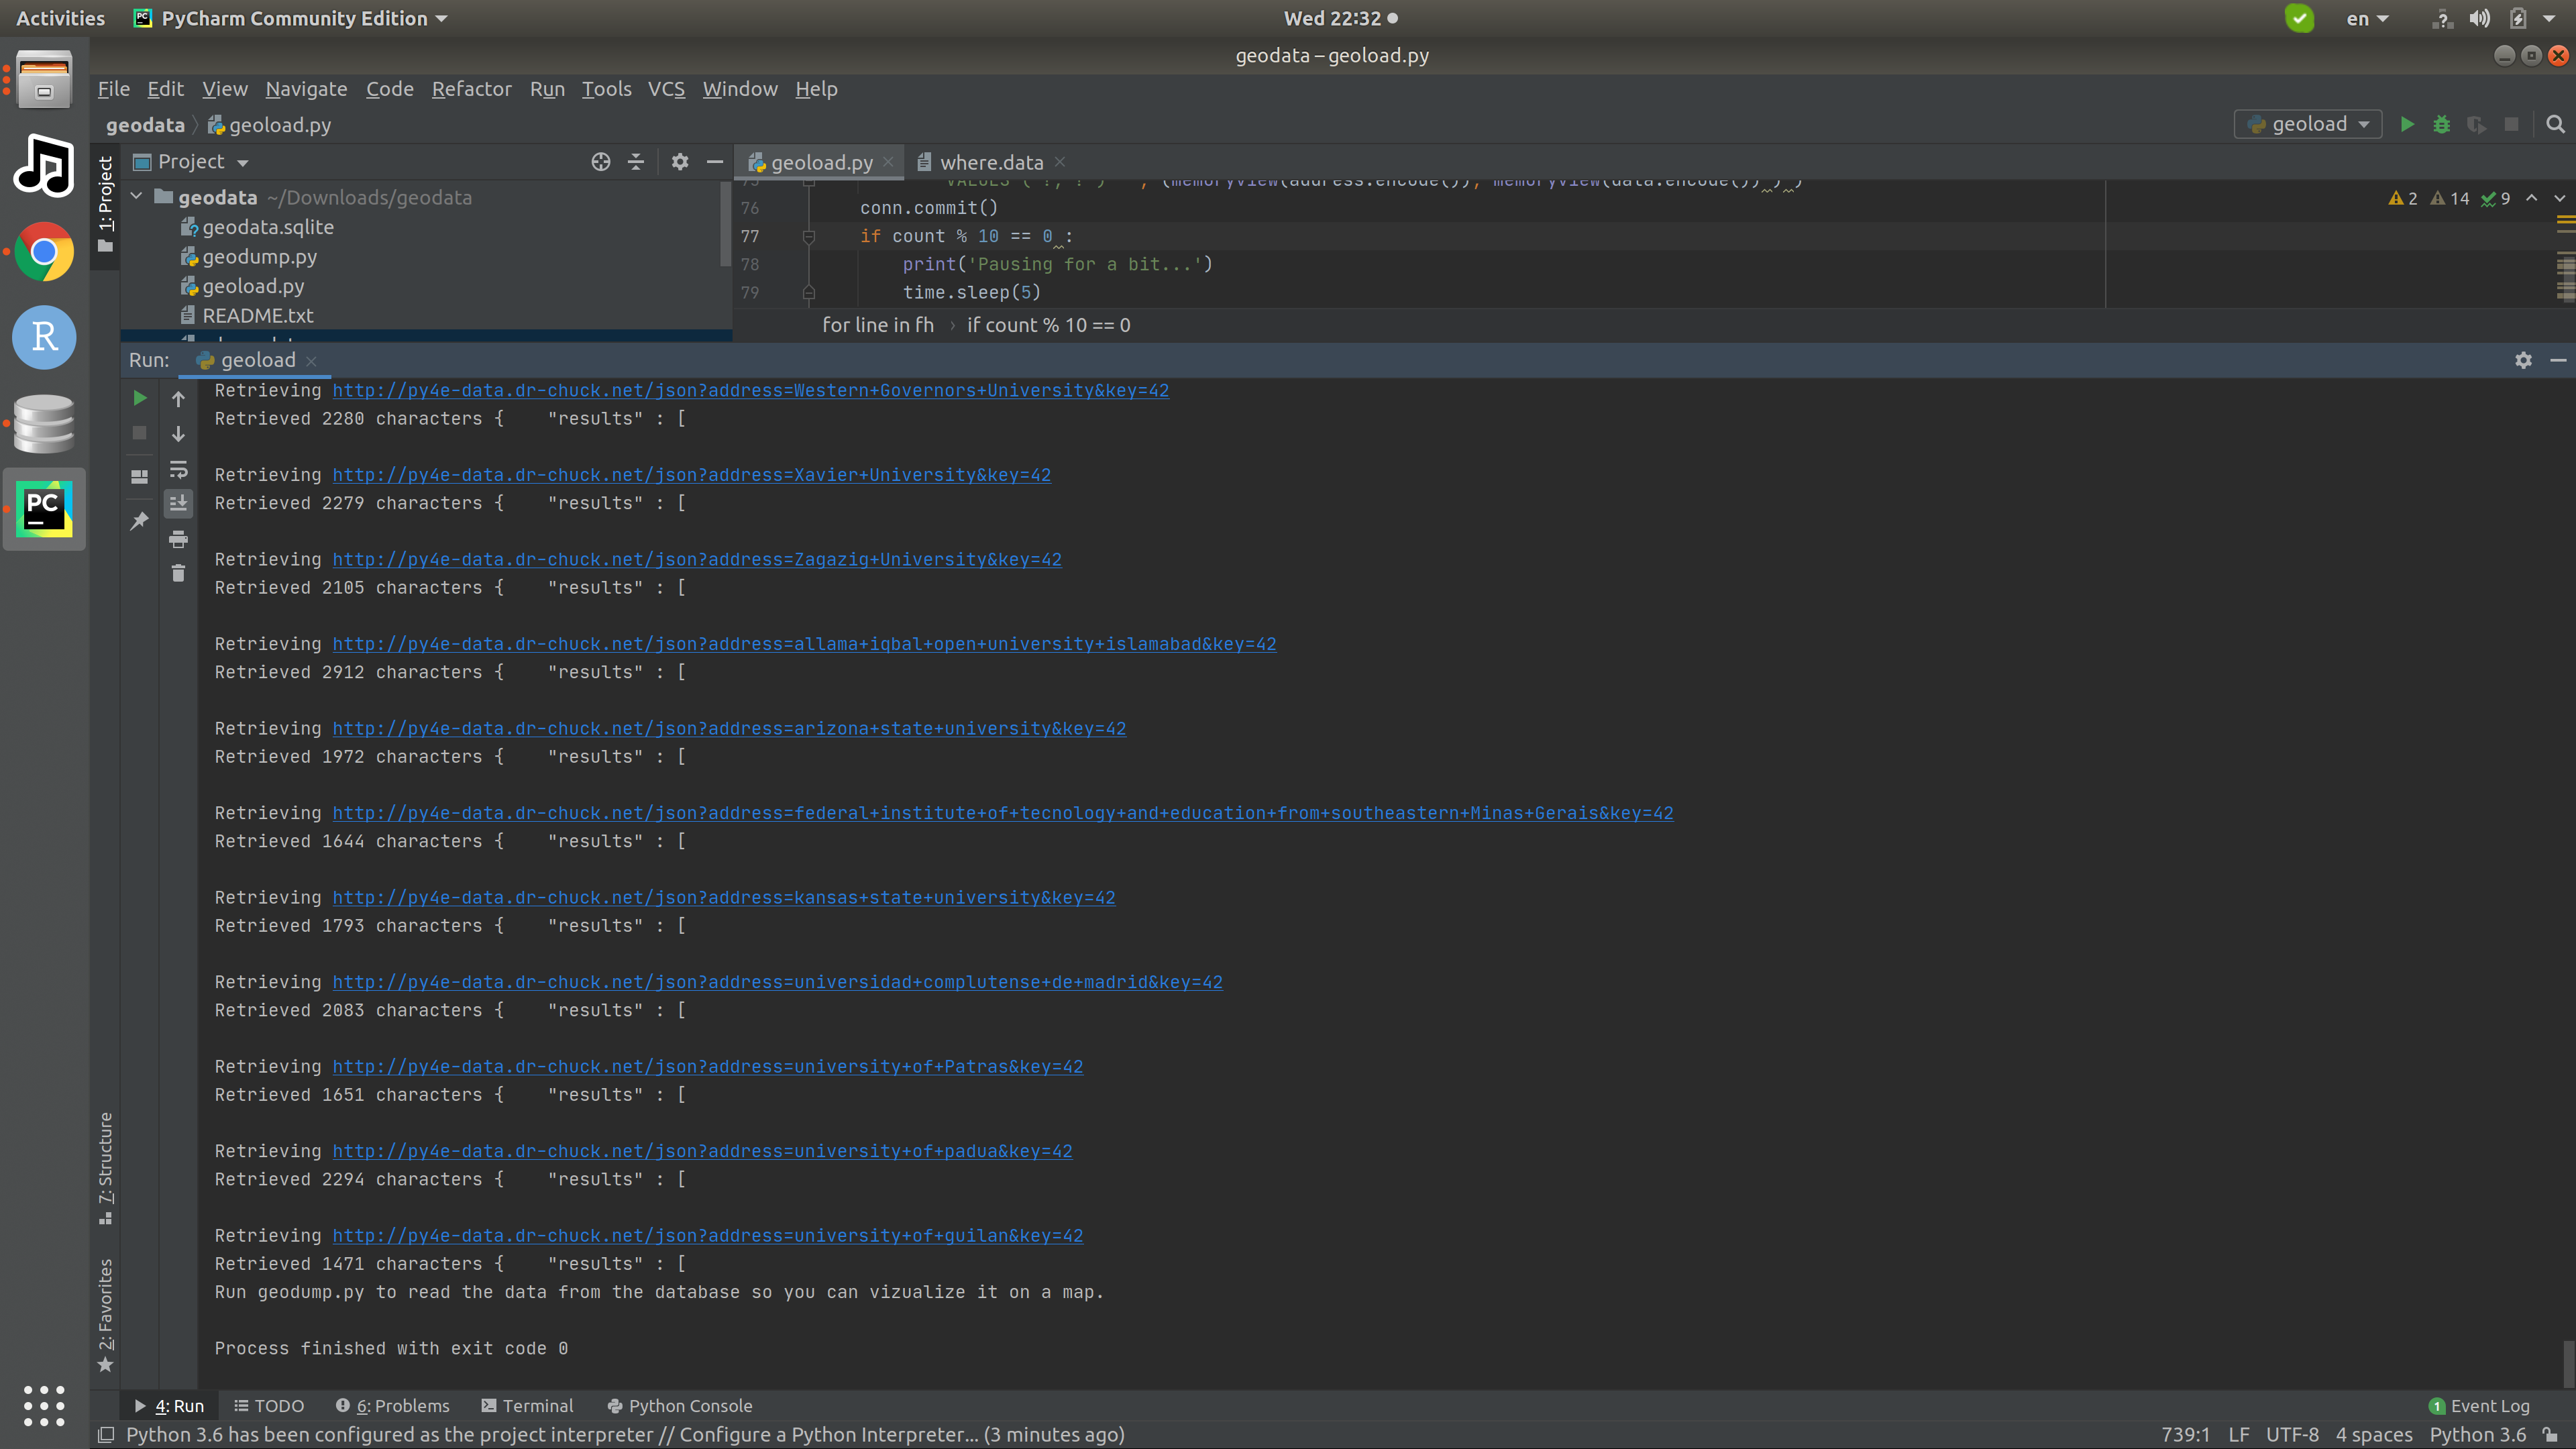 Activities PyCharm Community Edition Wed 22:32 en
geodata – geoload.py
File Edit View Navigate Code Refactor Run Tools VCS Window Help
geodata geoload.py geoload
1: Project
Project geoload.py where.data
geodata ~/Downloads/geodata
geodata.sqlite
geodump.py
geoload.py
README.txt
75 VALUES ( ?, ? ) , (memoryview(address.encode()), memoryview(data.encode()) ) )
76 conn.commit()
77 if count % 10 == 0 :
78 print('Pausing for a bit...')
79 time.sleep(5)
2 14 9
for line in fh › if count % 10 == 0
Run: geoload
Retrieving http://py4e-data.dr-chuck.net/json?address=Western+Governors+University&key=42
Retrieved 2280 characters { "results" : [
Retrieving http://py4e-data.dr-chuck.net/json?address=Xavier+University&key=42
Retrieved 2279 characters { "results" : [
Retrieving http://py4e-data.dr-chuck.net/json?address=Zagazig+University&key=42
Retrieved 2105 characters { "results" : [
Retrieving http://py4e-data.dr-chuck.net/json?address=allama+iqbal+open+university+islamabad&key=42
Retrieved 2912 characters { "results" : [
Retrieving http://py4e-data.dr-chuck.net/json?address=arizona+state+university&key=42
Retrieved 1972 characters { "results" : [
Retrieving http://py4e-data.dr-chuck.net/json?address=federal+institute+of+tecnology+and+education+from+southeastern+Minas+Gerais&key=42
Retrieved 1644 characters { "results" : [
Retrieving http://py4e-data.dr-chuck.net/json?address=kansas+state+university&key=42
Retrieved 1793 characters { "results" : [
Retrieving http://py4e-data.dr-chuck.net/json?address=universidad+complutense+de+madrid&key=42
Retrieved 2083 characters { "results" : [
Retrieving http://py4e-data.dr-chuck.net/json?address=university+of+Patras&key=42
Retrieved 1651 characters { "results" : [
Retrieving http://py4e-data.dr-chuck.net/json?address=university+of+padua&key=42
Retrieved 2294 characters { "results" : [
Retrieving http://py4e-data.dr-chuck.net/json?address=university+of+guilan&key=42
Retrieved 1471 characters { "results" : [
Run geodump.py to read the data from the database so you can vizualize it on a map.
Process finished with exit code 0
7: Structure
2: Favorites
R
PC
4: Run TODO 6: Problems Terminal Python Console 1 Event Log
Python 3.6 has been configured as the project interpreter // Configure a Python Interpreter... (3 minutes ago) 739:1 LF UTF-8 4 spaces Python 3.6